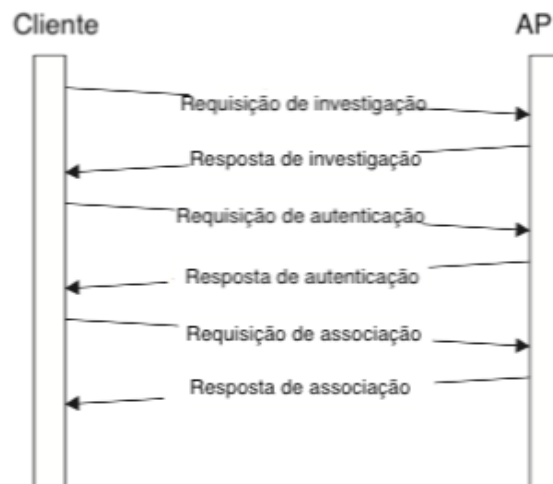 Cliente
AP
Requisição de investigação
Resposta de investigação
Requisição de autenticação
Resposta de autenticação
Requisição de associação
Resposta de associação